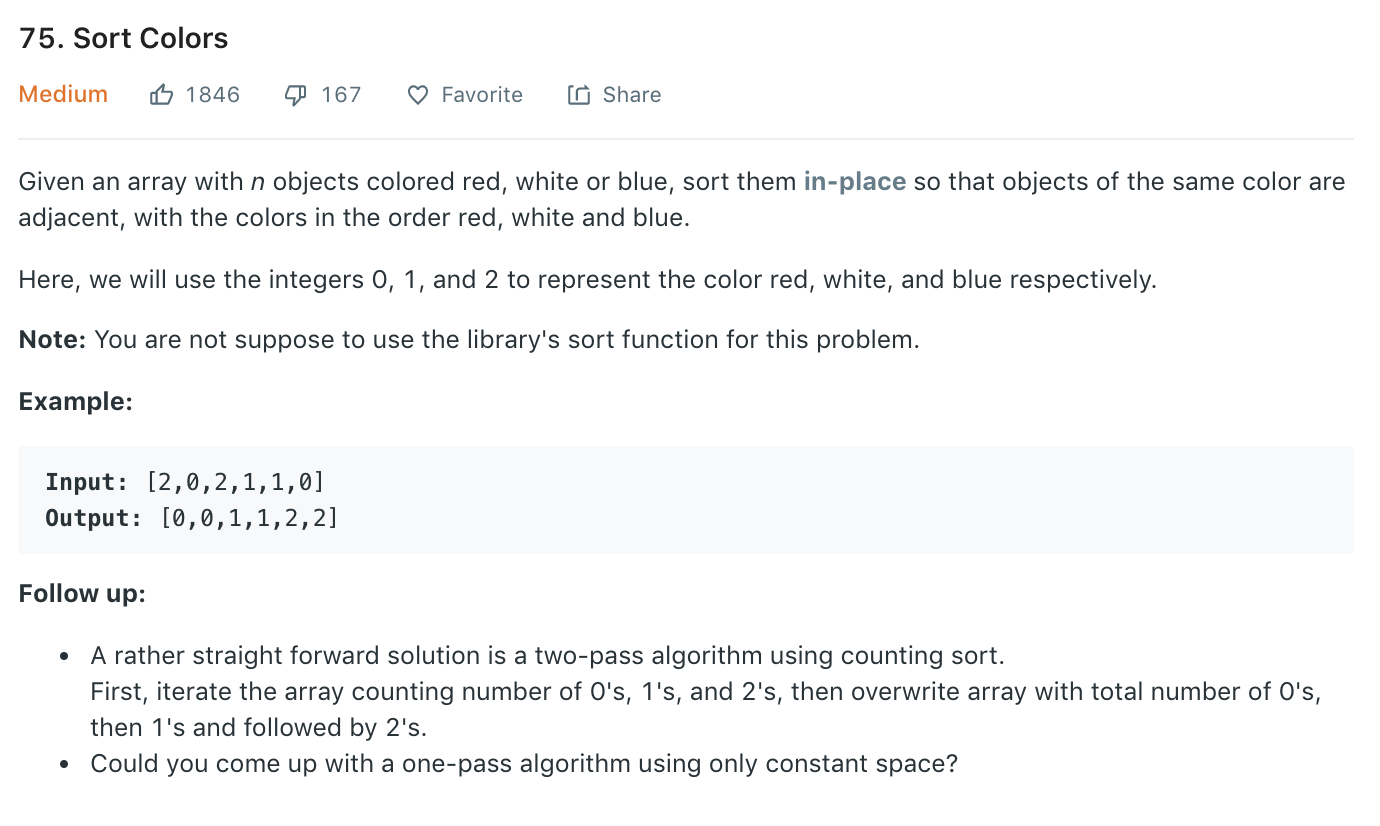 75. Sort Colors
Medium 1846 167 Favorite Share
Given an array with n objects colored red, white or blue, sort them in-place so that objects of the same color are
adjacent, with the colors in the order red, white and blue.
Here, we will use the integers 0, 1, and 2 to represent the color red, white, and blue respectively.
Note: You are not suppose to use the library's sort function for this problem.
Example:
Input: [2,0,2,1,1,0]
Output: [0,0,1,1,2,2]
Follow up:
• A rather straight forward solution is a two-pass algorithm using counting sort.
First, iterate the array counting number of 0's, 1's, and 2's, then overwrite array with total number of 0's,
then 1's and followed by 2's.
• Could you come up with a one-pass algorithm using only constant space?